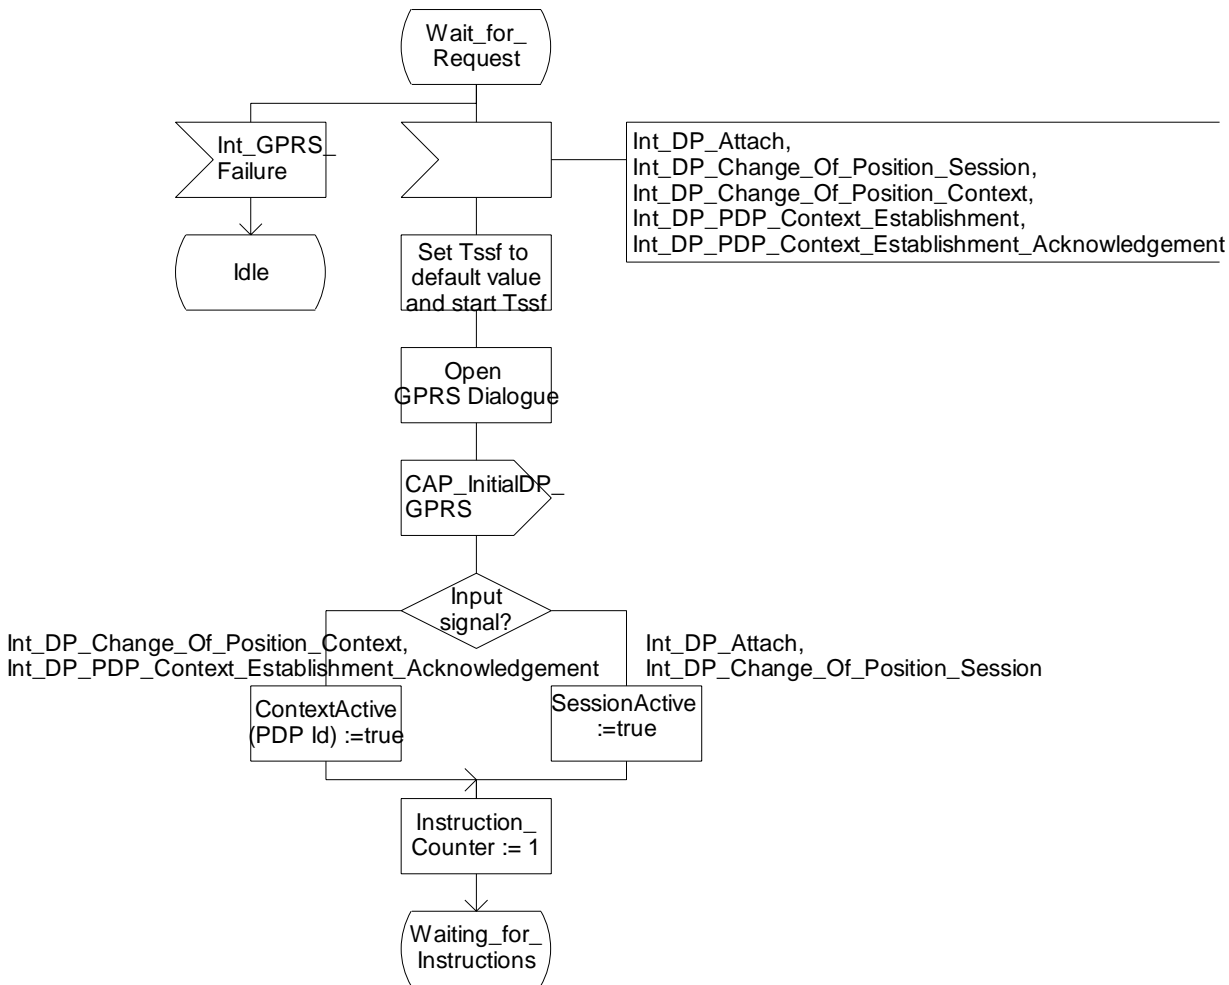 Wait_for_
Request
Int_GPRS_
Failure
Int_DP_Attach,
Int_DP_Change_Of_Position_Session,
Int_DP_Change_Of_Position_Context,
Int_DP_PDP_Context_Establishment,
Int_DP_PDP_Context_Establishment_Acknowledgement
Idle
Set Tssf to
default value
and start Tssf
Open
GPRS Dialogue
CAP_InitialDP_
GPRS
Input
signal?
Int_DP_Change_Of_Position_Context,
Int_DP_PDP_Context_Establishment_Acknowledgement
Int_DP_Attach,
Int_DP_Change_Of_Position_Session
ContextActive
(PDP Id) :=true
SessionActive
:=true
Instruction_
Counter := 1
Waiting_for_
Instructions